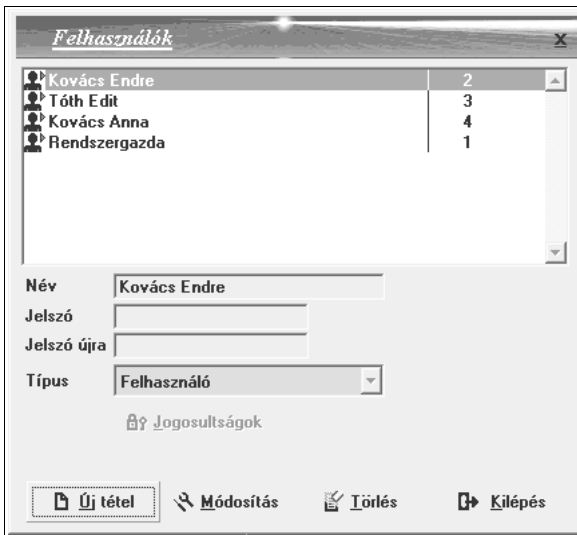 Felhasználók x
Kovács Endre 2
Tóth Edit 3
Kovács Anna 4
Rendszergazda 1
Név Kovács Endre
Jelszó
Jelszó újra
Típus Felhasználó
Jogosultságok
Új tétel Módosítás Törlés Kilépés